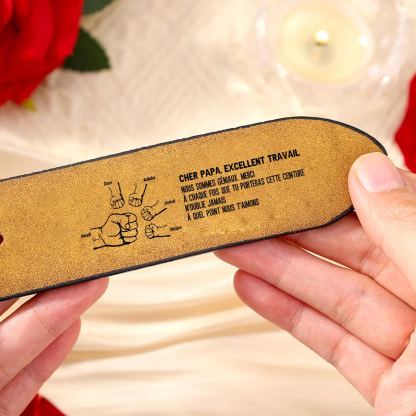 CHER PAPA, EXCELLENT TRAVAIL
NOUS SOMMES GÉNIAUX. MERCI
À CHAQUE FOIS QUE TU PORTERAS CETTE CEINTURE
N'OUBLIE JAMAIS
À QUEL POINT NOUS T'AIMONS